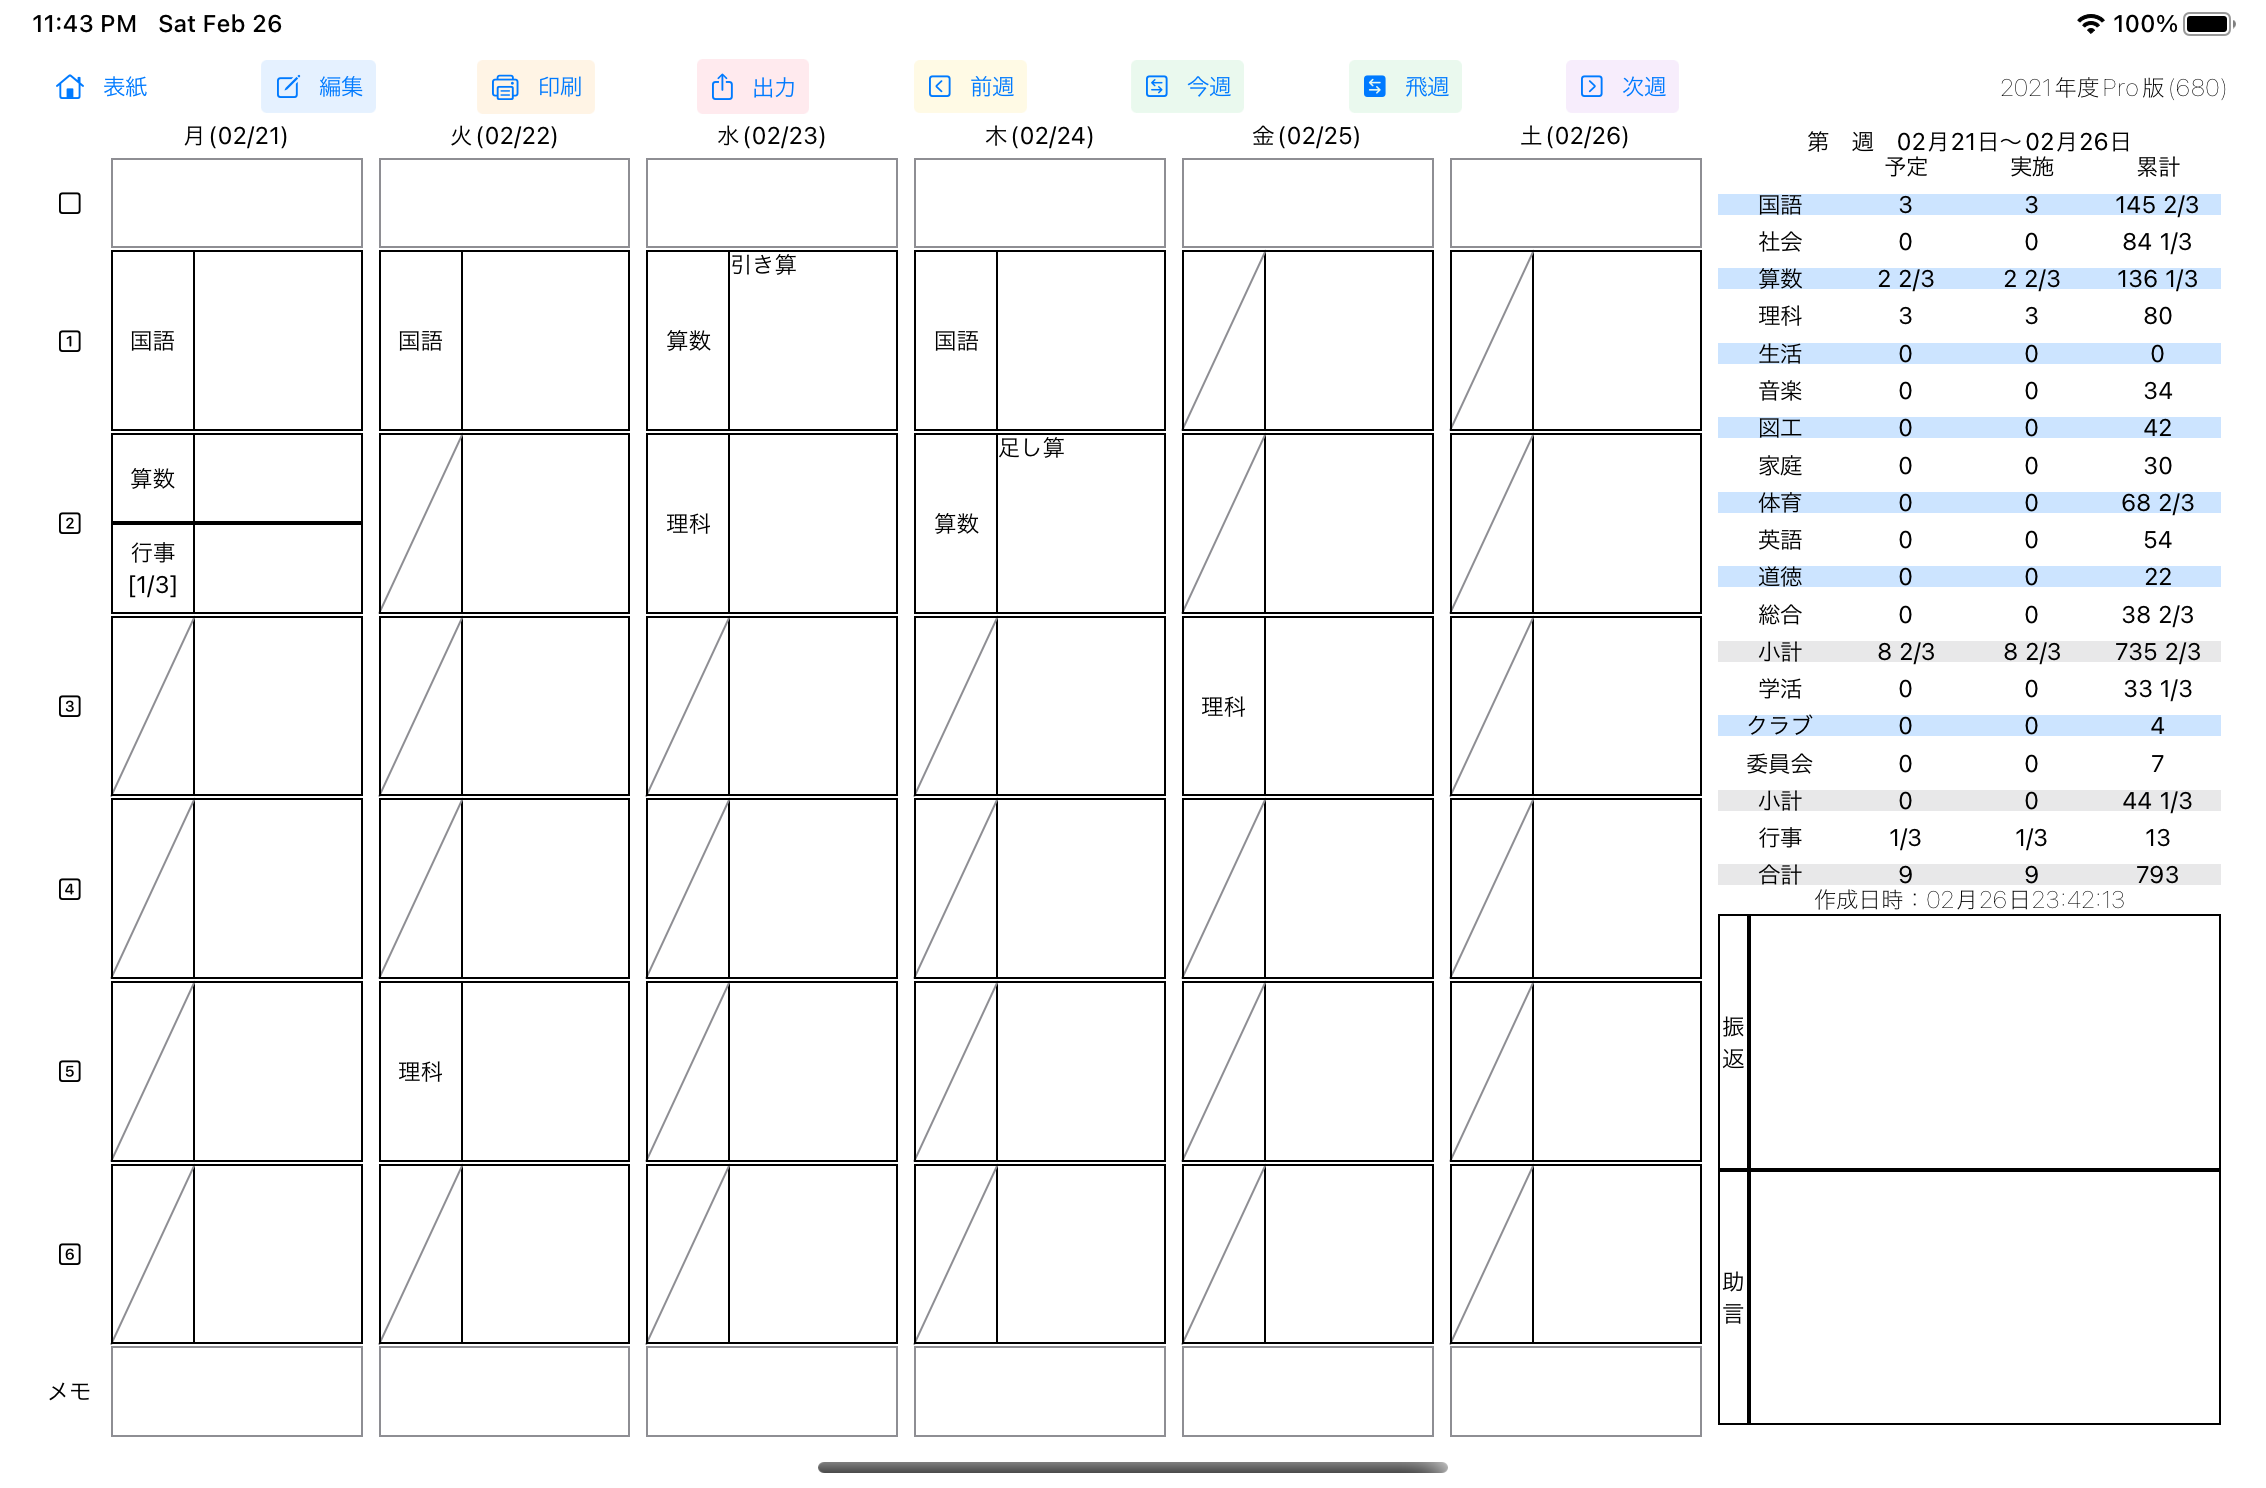 11:43 PM Sat Feb 26 100%
表紙 編集 印刷 出力 前週 今週 飛週 次週 2021年度Pro版(680)
月(02/21) 火(02/22) 水(02/23) 木(02/24) 金(02/25) 土(02/26)
1 国語 国語 算数 引き算 国語
2 算数 理科 算数 足し算
行事
[1/3]
3 理科
4
5 理科
6
メモ
第 週 02月21日〜02月26日
予定 実施 累計
国語 3 3 145 2/3
社会 0 0 84 1/3
算数 2 2/3 2 2/3 136 1/3
理科 3 3 80
生活 0 0 0
音楽 0 0 34
図工 0 0 42
家庭 0 0 30
体育 0 0 68 2/3
英語 0 0 54
道徳 0 0 22
総合 0 0 38 2/3
小計 8 2/3 8 2/3 735 2/3
学活 0 0 33 1/3
クラブ 0 0 4
委員会 0 0 7
小計 0 0 44 1/3
行事 1/3 1/3 13
合計 9 9 793
作成日時：02月26日23:42:13
振返
助言